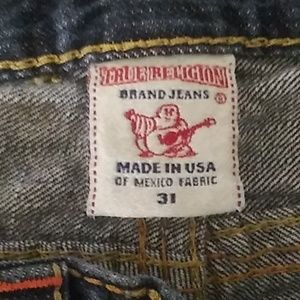 TRUE RELIGION
BRAND JEANS ®
MADE IN USA
OF MEXICO FABRIC
31